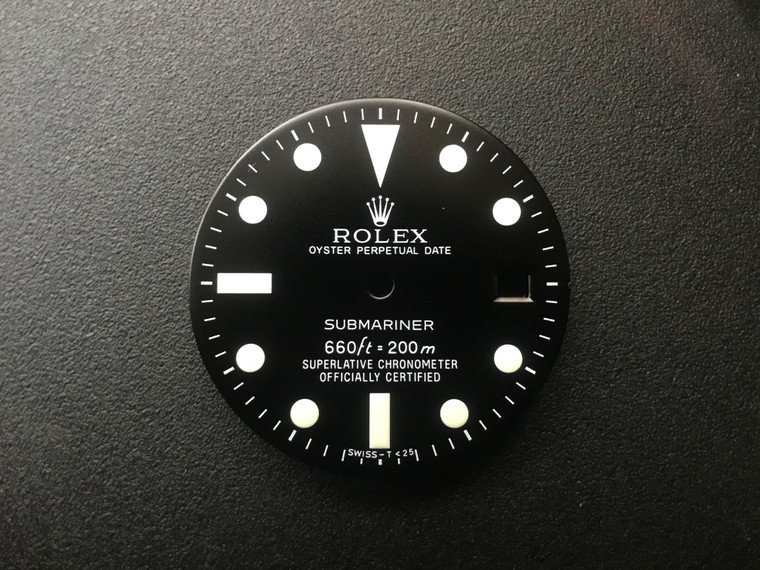 ROLEX
OYSTER PERPETUAL DATE
SUBMARINER
660ft = 200m
SUPERLATIVE CHRONOMETER
OFFICIALLY CERTIFIED
SWISS - T < 25